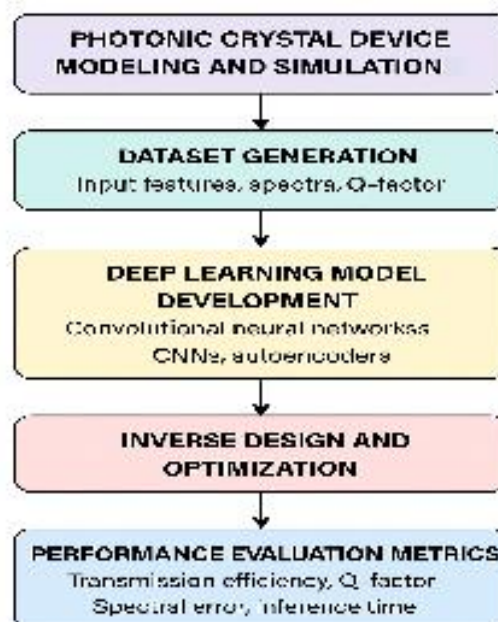 PHOTONIC CRYSTAL DEVICE
MODELING AND SIMULATION
DATASET GENERATION
Input features, spectra, Q-factor
DEEP LEARNING MODEL
DEVELOPMENT
Convolutional neural networkss
CNNs, autoencoders
INVERSE DESIGN AND
OPTIMIZATION
PERFORMANCE EVALUATION METRICS
Transmission efficiency, Q factor
Spectral error, inference time